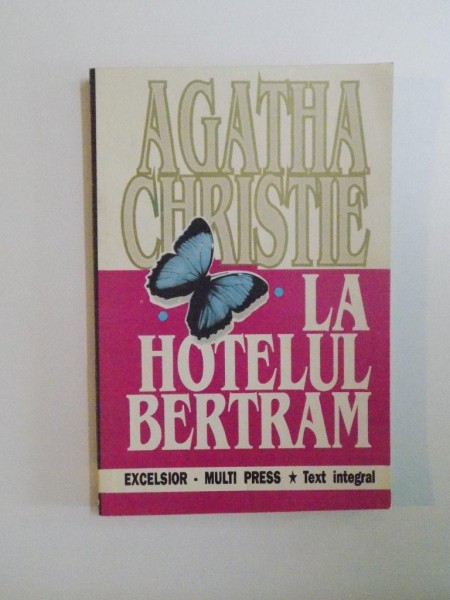 AGATHA
CHRISTIE
LA
HOTELUL
BERTRAM
EXCELSIOR - MULTI PRESS ★ Text integral